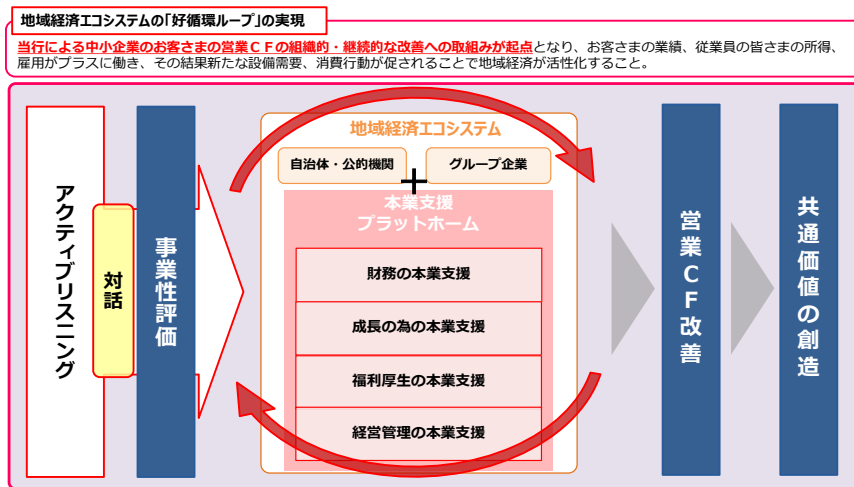 地域経済エコシステムの「好循環ループ」の実現
当行による中小企業のお客さまの営業ＣＦの組織的・継続的な改善への取組みが起点となり、お客さまの業績、従業員の皆さまの所得、
雇用がプラスに働き、その結果新たな設備需要、消費行動が促されることで地域経済が活性化すること。
アクティブリスニング
対話
事業性評価
地域経済エコシステム
自治体・公的機関
グループ企業
＋
本業支援
プラットホーム
財務の本業支援
成長の為の本業支援
福利厚生の本業支援
経営管理の本業支援
営業ＣＦ改善
共通価値の創造